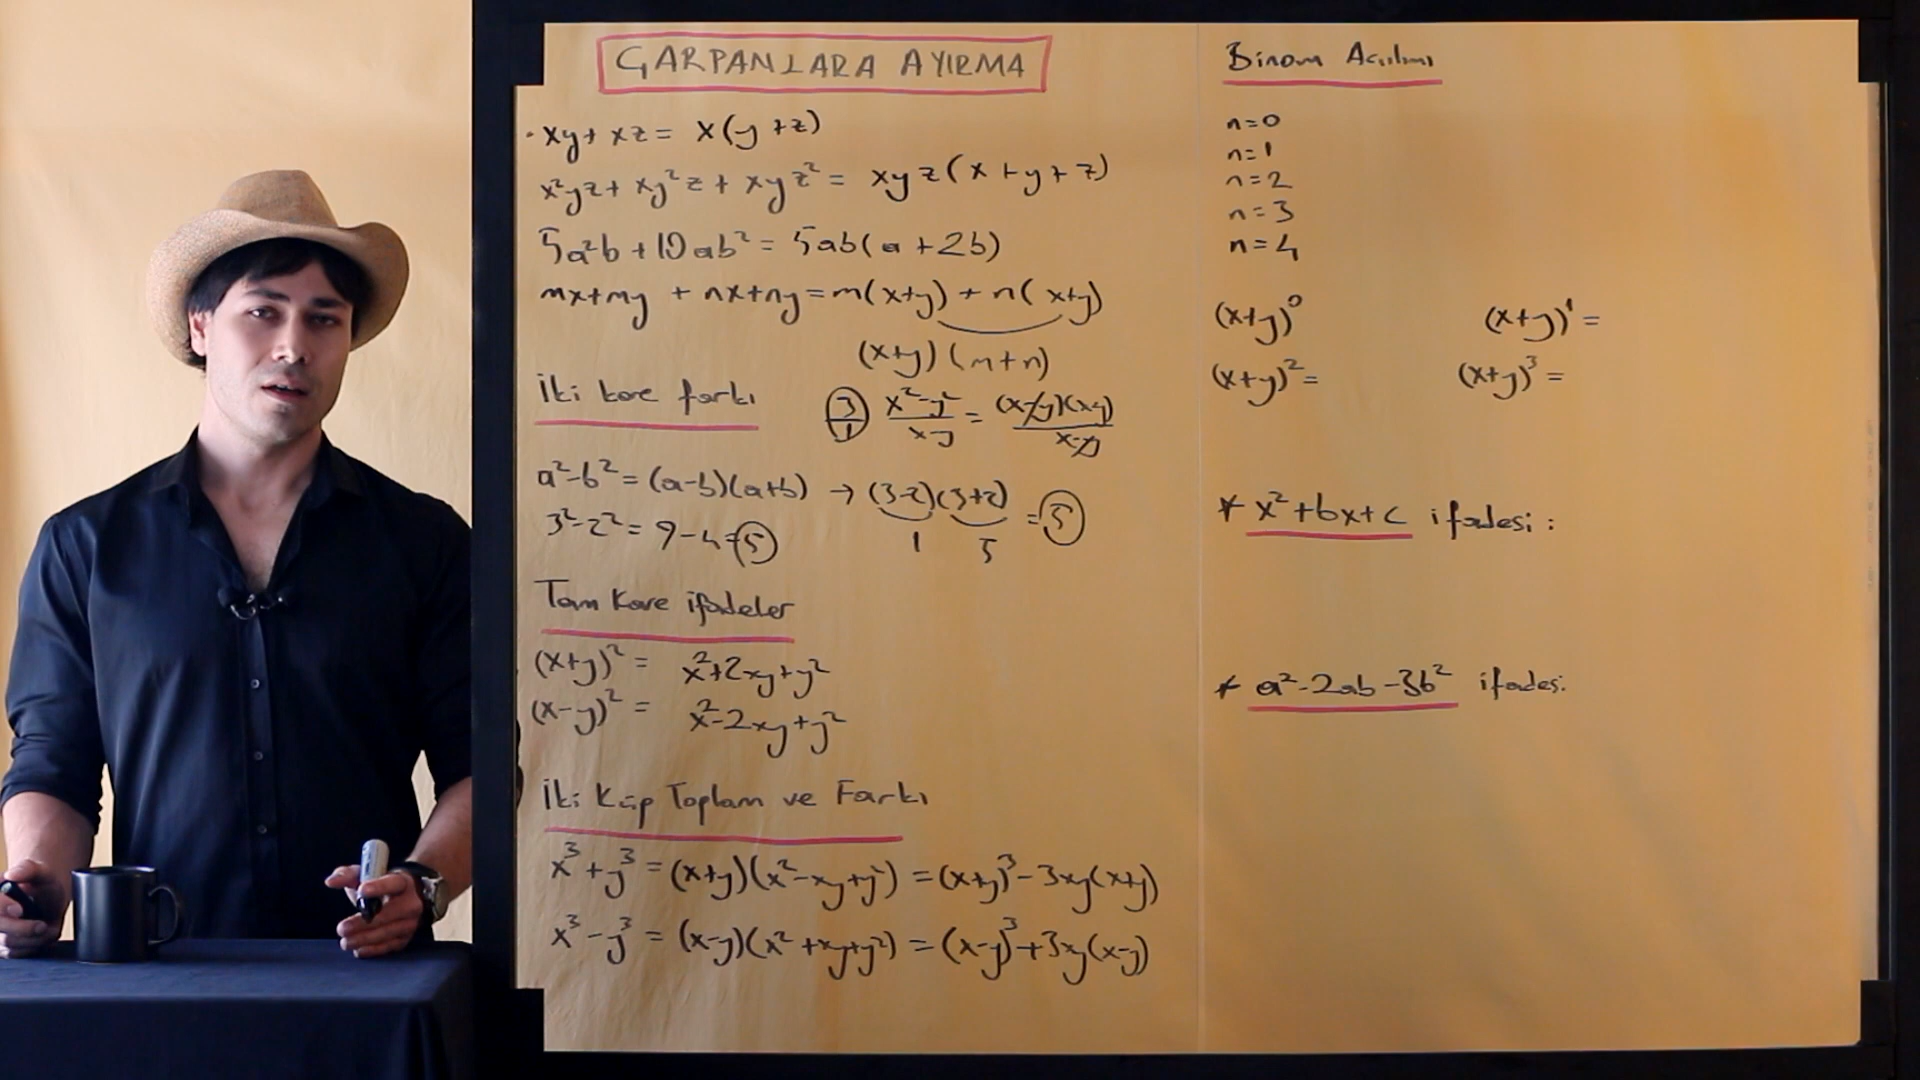 ÇARPANLARA AYIRMA
· xy + xz = x(y+z)
x²yz + xy²z + xyz² = xyz(x+y+z)
5a²b + 10ab² = 5ab(a+2b)
mx+my + nx+ny = m(x+y) + n(x+y)
(x+y)(m+n)
İki kare farkı
3/1 x²-y²/x-y = (x-y)(x+y)/x-y
a²-b² = (a-b)(a+b) → (3-2)(3+2) = 5
1 5
3²-2² = 9-4=5
Tam Kare ifadeler
(x+y)² = x²+2xy+y²
(x-y)² = x²-2xy+y²
İki Küp Toplam ve Farkı
x³+y³ = (x+y)(x²-xy+y²) = (x+y)³-3xy(x+y)
x³-y³ = (x-y)(x²+xy+y²) = (x-y)³+3xy(x-y)
Binom Açılımı
n=0
n=1
n=2
n=3
n=4
(x+y)⁰ (x+y)¹ =
(x+y)² = (x+y)³ =
* x²+bx+c ifadesi :
* a²-2ab-3b² ifadesi